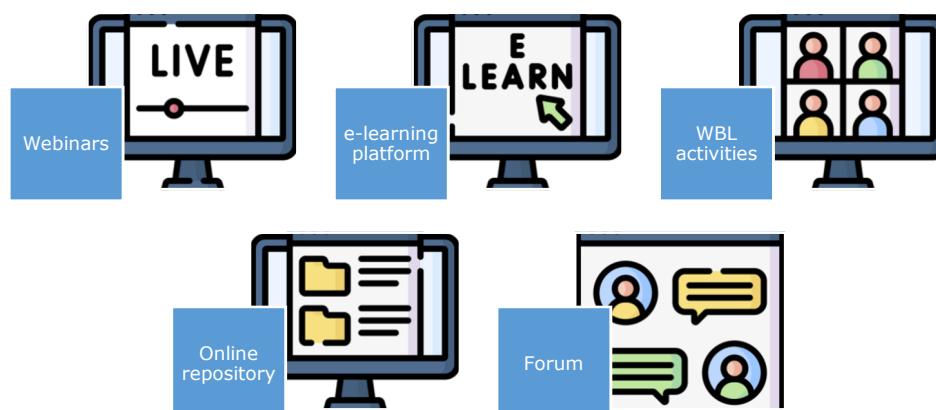 LIVE
Webinars
E
LEARN
e-learning
platform
WBL
activities
Online
repository
Forum